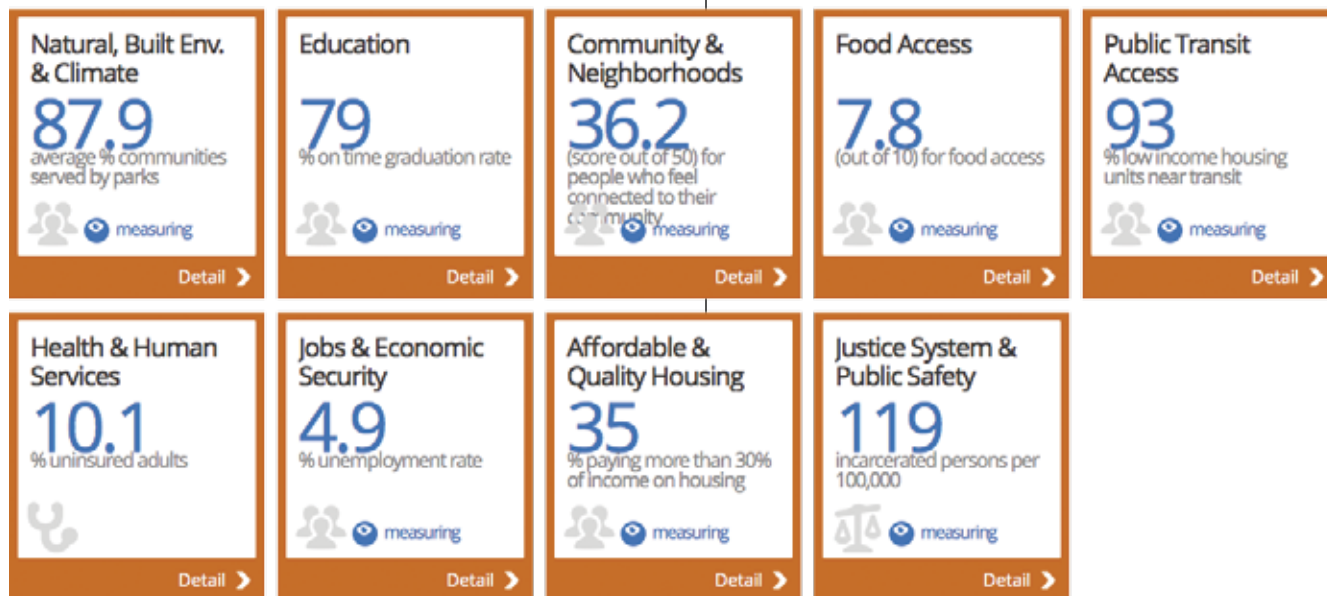 Natural, Built Env.
& Climate
87.9
average % communities
served by parks
measuring
Detail
Education
79
% on time graduation rate
measuring
Detail
Community &
Neighborhoods
36.2
(score out of 50) for
people who feel
connected to their
community
measuring
Detail
Food Access
7.8
(out of 10) for food access
measuring
Detail
Public Transit
Access
93
% low income housing
units near transit
measuring
Detail
Health & Human
Services
10.1
% uninsured adults
Detail
Jobs & Economic
Security
4.9
% unemployment rate
measuring
Detail
Affordable &
Quality Housing
35
% paying more than 30%
of income on housing
measuring
Detail
Justice System &
Public Safety
119
incarcerated persons per
100,000
measuring
Detail